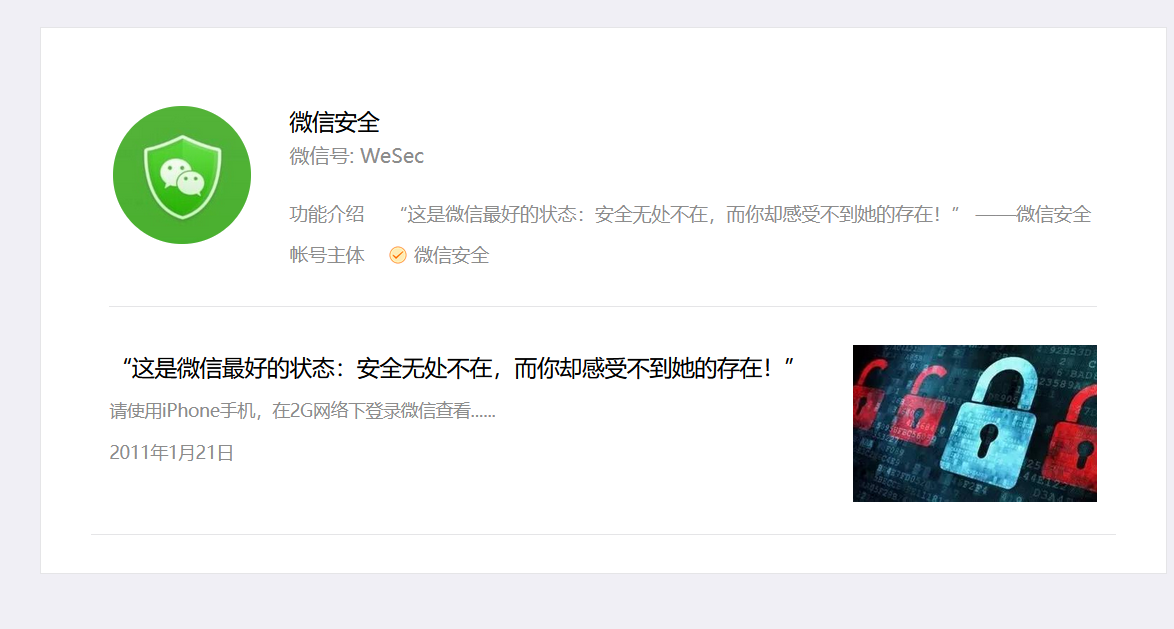 微信安全
微信号: WeSec
功能介绍 “这是微信最好的状态：安全无处不在，而你却感受不到她的存在！” ——微信安全
帐号主体 微信安全
“这是微信最好的状态：安全无处不在，而你却感受不到她的存在！”
请使用iPhone手机，在2G网络下登录微信查看......
2011年1月21日